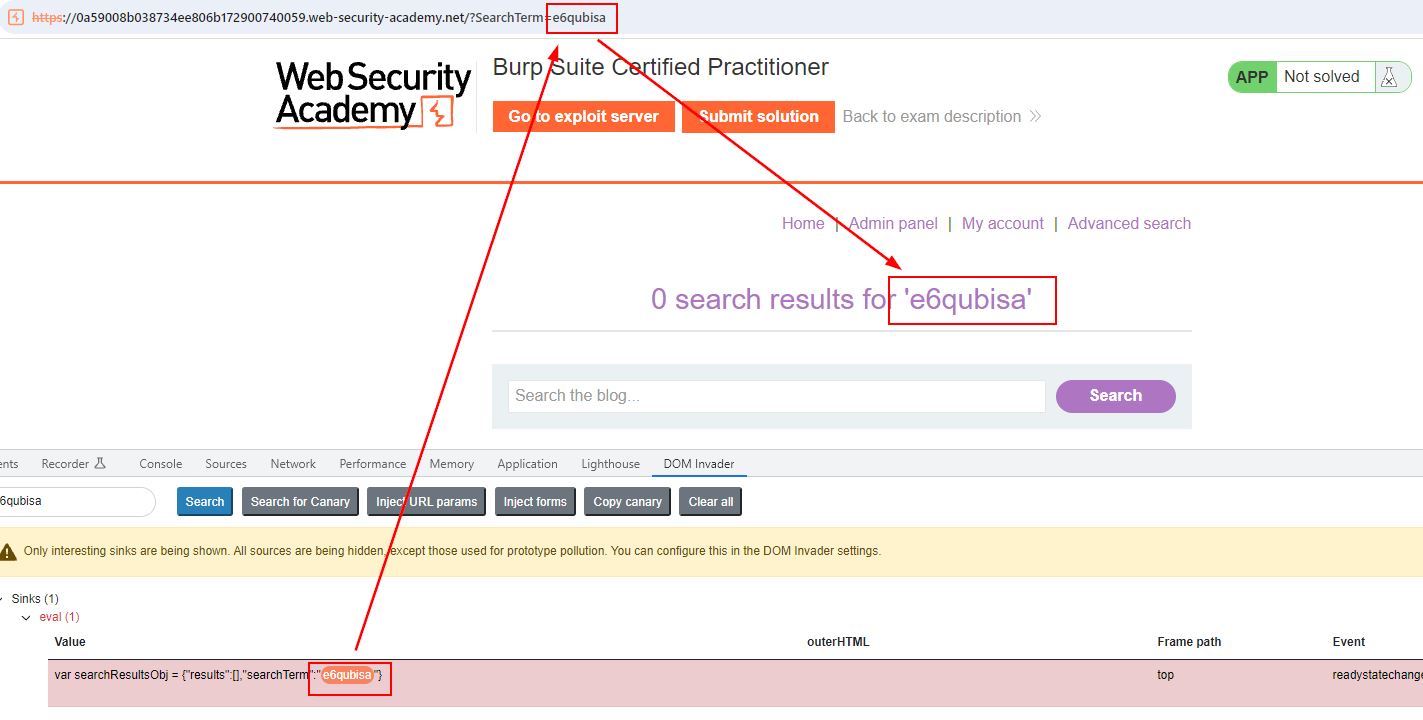 https://0a59008b038734ee806b172900740059.web-security-academy.net/?SearchTerm=e6qubisa
Burp Suite Certified Practitioner
Web Security
Academy
APP Not solved
Go to exploit server Submit solution Back to exam description
Home | Admin panel | My account | Advanced search
0 search results for 'e6qubisa'
Search the blog... Search
ents Recorder Console Sources Network Performance Memory Application Lighthouse DOM Invader
6qubisa Search Search for Canary Inject URL params Inject forms Copy canary Clear all
Only interesting sinks are being shown. All sources are being hidden, except those used for prototype pollution. You can configure this in the DOM Invader settings.
Sinks (1)
eval (1)
Value outerHTML Frame path Event
var searchResultsObj = {"results":[],"searchTerm":"e6qubisa"} top readystatechange